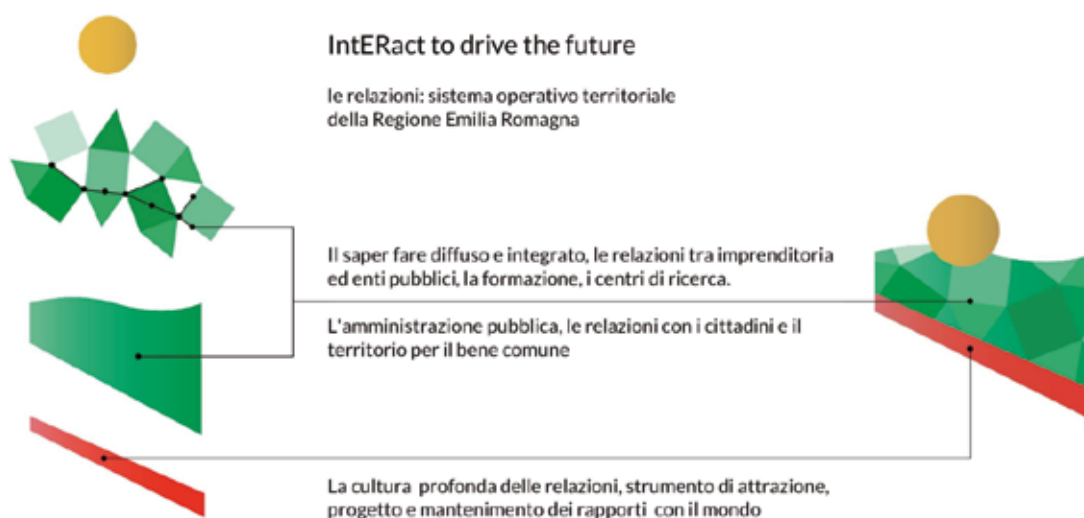 IntERact to drive the future
le relazioni: sistema operativo territoriale
della Regione Emilia Romagna
Il saper fare diffuso e integrato, le relazioni tra imprenditoria
ed enti pubblici, la formazione, i centri di ricerca.
L'amministrazione pubblica, le relazioni con i cittadini e il
territorio per il bene comune
La cultura profonda delle relazioni, strumento di attrazione,
progetto e mantenimento dei rapporti con il mondo